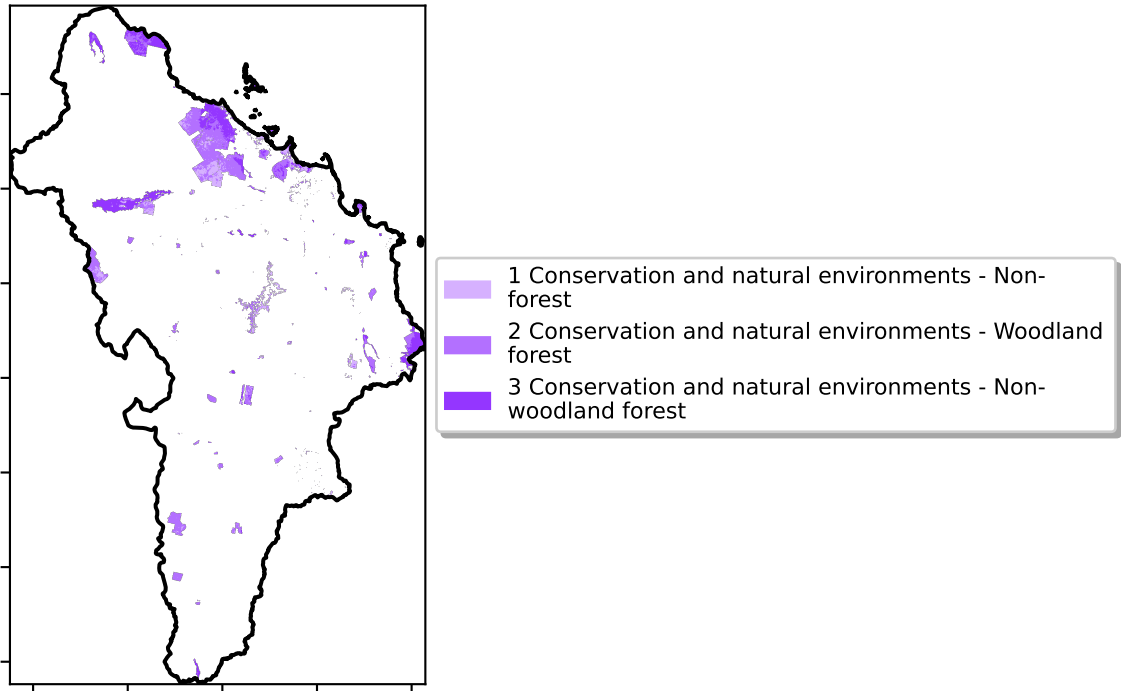 1 Conservation and natural environments - Non-
forest
2 Conservation and natural environments - Woodland
forest
3 Conservation and natural environments - Non-
woodland forest